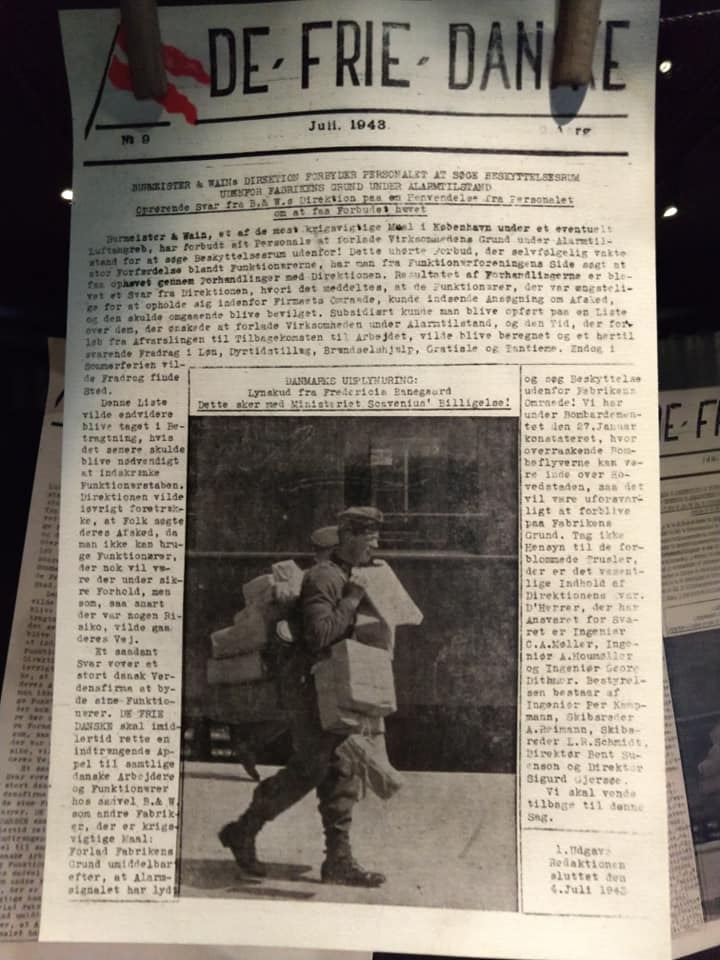 DE-FRIE-DANSKE
№ 9
Juli. 1943.
BURMEISTER & WAINs DIREKTION FORBYDER PERSONALET AT SØGE BESKYTTELSESRUM
UDENFOR FABRIKENS GRUND UNDER ALARMTILSTAND
Oprørende Svar fra B.& W.s Direktion paa en Henvendelse fra Personalet
om at faa Forbudet hævet
Burmeister & Wain, et af de mest krigsvigtige Maal i København under et eventuelt
Luftangreb, har forbudt sit Personale at forlade Virksomhedens Grund under Alarmtil-
stand for at søge Beskyttelsesrum udenfor! Dette uhørte Forbud, der selvfølgelig vakte
stor Forfærdelse blandt Funktionærerne, har man fra Funktionærforeningens Side søgt at
faa ophævet gennem Forhandlinger med Direktionen. Resultatet af Forhandlingerne er ble-
vet et Svar fra Direktionen, hvori det meddeltes, at de Funktionærer, der var ængsteli-
ge for at opholde sig indenfor Firmaets Omraade, kunde indsende Ansøgning om Afsked,
og den skulde omgaaende blive bevilget. Subsidiært kunde man blive opført paa en Liste
over dem, der ønskede at forlade Virksomheden under Alarmtilstand, og den Tid, der for-
løb fra Afvarslingen til Tilbagekomsten til Arbejdet, vilde blive beregnet og et hertil
svarende Fradrag i Løn, Dyrtidstillæg, Brændselshjælp, Gratiale og Tantieme. Endog i
Sommerferien vil-
de Fradrag finde
Sted.
Denne Liste
vilde endvidere
blive taget i Be-
tragtning, hvis
det senere skulde
blive nødvendigt
at indskrænke
Funktionærstaben.
Direktionen vilde
iøvrigt foretræk-
ke, at Folk søgte
deres Afsked, da
man ikke kan bru-
ge Funktionærer,
der nok vil væ-
re der under sik-
re Forhold, men
som, saa snart
der var nogen Ri-
siko, vilde gaa
deres Vej.
Et saadant
Svar vover et
stort dansk Ver-
densfirma at by-
de sine Funktio-
nærer. DE FRIE
DANSKE skal imid-
lertid rette en
indtrængende Ap-
pel til samtlige
danske Arbejdere
og Funktionærer
hos saavel B.& W.
som andre Fabrik-
er, der er krigs-
vigtige Maal:
Forlad Fabrikens
Grund umiddelbar
efter, at Alarm-
signalet har lydt
DANMARKS UDPLYNDRING:
Lynskud fra Fredericia Banegaard
Dette sker med Ministeriet Scavenius' Billigelse!
og søg Beskyttelse
udenfor Fabrikens
Omraade! Vi har
under Bombardemen-
tet den 27.Januar
konstateret, hvor
overraskende Bom-
beflyverne kan væ-
re inde over Ho-
vedstaden, saa det
vil være uforsvar-
ligt at forblive
paa Fabrikens
Grund. Tag ikke
Hensyn til de for-
blommede Trusler,
der er det væsent-
lige Indhold af
Direktionens Svar.
D'Herrer, der har
Ansvaret for Sva-
ret er Ingeniør
C.A.Møller, Inge-
niør A.Houmøller
og Ingeniør Georg
Dithmer. Bestyrel-
sen bestaar af
Ingeniør Per Kamp-
mann, Skibsreder
A.Reimann, Skibs-
reder L.R.Schmidt,
Direktør Bent Su-
enson og Direktør
Sigurd Gjersøe.
Vi skal vende
tilbage til denne
Sag.
1.Udgave
Redaktionen
sluttet den
4.Juli 1943